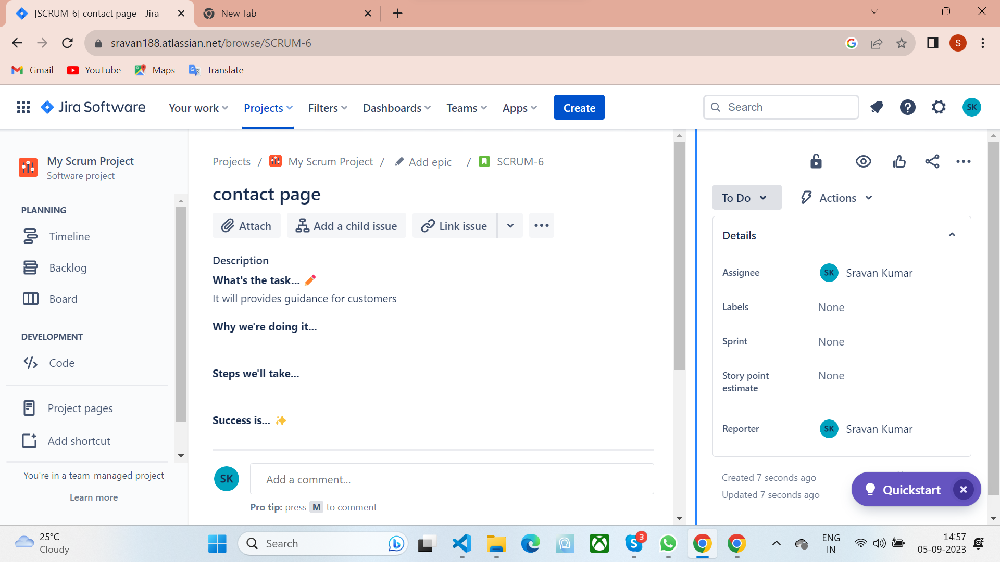 [SCRUM-6] contact page - Jira
New Tab
sravan188.atlassian.net/browse/SCRUM-6
S
Gmail
YouTube
Maps
Translate
Jira Software
Your work
Projects
Filters
Dashboards
Teams
Apps
Create
Search
SK
My Scrum Project
Software project
PLANNING
Timeline
Backlog
Board
DEVELOPMENT
Code
Project pages
Add shortcut
You're in a team-managed project
Learn more
Projects / My Scrum Project / Add epic / SCRUM-6
contact page
Attach
Add a child issue
Link issue
Description
What's the task...
It will provides guidance for customers
Why we're doing it...
Steps we'll take...
Success is...
SK
Add a comment...
Pro tip: press M to comment
To Do
Actions
Details
Assignee
SK Sravan Kumar
Labels
None
Sprint
None
Story point
estimate
None
Reporter
SK Sravan Kumar
Created 7 seconds ago
Updated 7 seconds ago
Quickstart
25°C
Cloudy
Search
3
ENG
IN
14:57
05-09-2023